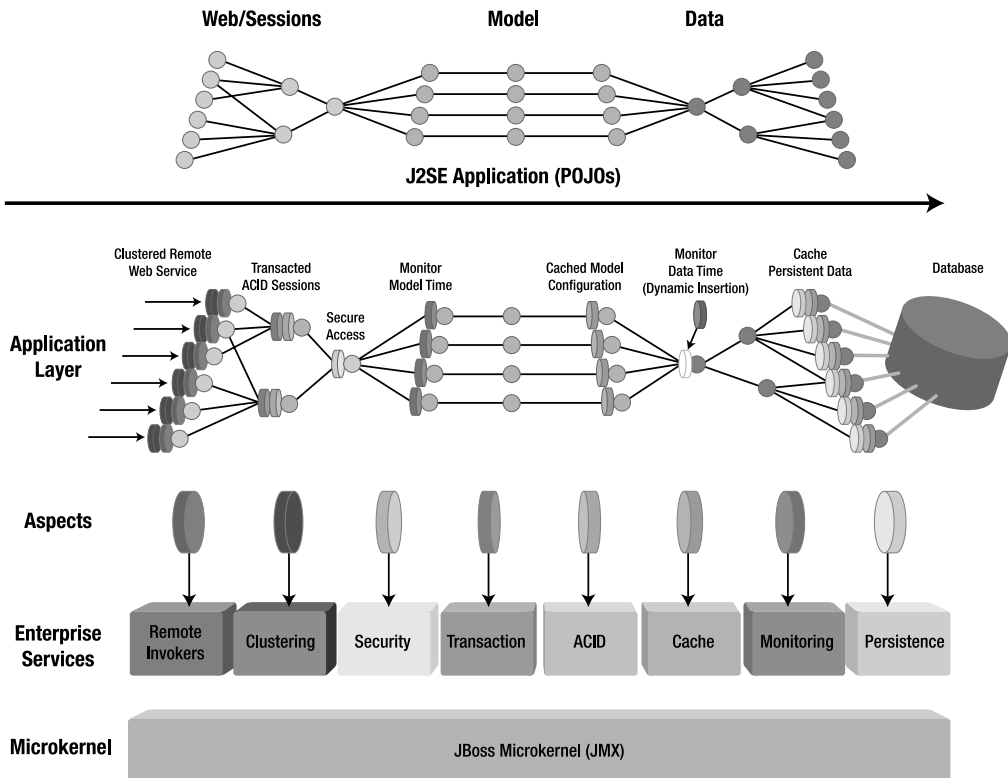 Web/Sessions
Model
Data
J2SE Application (POJOs)
Clustered Remote
Web Service
Transacted
ACID Sessions
Secure
Access
Monitor
Model Time
Cached Model
Configuration
Monitor
Data Time
(Dynamic Insertion)
Cache
Persistent Data
Database
Application
Layer
Aspects
Enterprise
Services
Remote
Invokers
Clustering
Security
Transaction
ACID
Cache
Monitoring
Persistence
Microkernel
JBoss Microkernel (JMX)